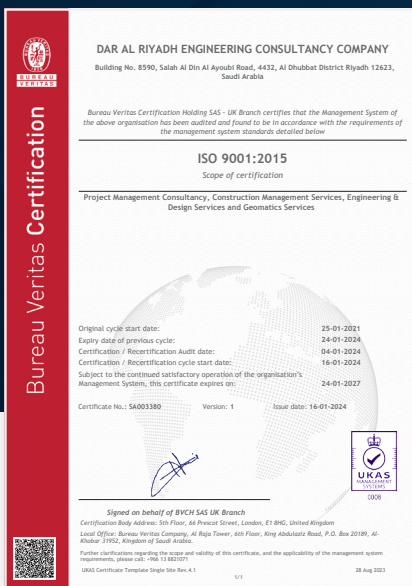 BUREAU
VERITAS
Bureau Veritas Certification
DAR AL RIYADH ENGINEERING CONSULTANCY COMPANY
Building No. 8590, Salah Al Din Al Ayoubi Road, 4432, Al Dhubbat District Riyadh 12623,
Saudi Arabia
Bureau Veritas Certification Holding SAS – UK Branch certifies that the Management System of
the above organisation has been audited and found to be in accordance with the requirements of
the management system standards detailed below
ISO 9001:2015
Scope of certification
Project Management Consultancy, Construction Management Services, Engineering &
Design Services and Geomatics Services
Original cycle start date: 25-01-2021
Expiry date of previous cycle: 24-01-2024
Certification / Recertification Audit date: 04-01-2024
Certification / Recertification cycle start date: 16-01-2024
Subject to the continued satisfactory operation of the organisation's
Management System, this certificate expires on: 24-01-2027
Certificate No.: SA003380 Version: 1 Issue date: 16-01-2024
UKAS
MANAGEMENT
SYSTEMS
0008
Signed on behalf of BVCH SAS UK Branch
Certification Body Address: 5th Floor, 66 Prescot Street, London, E1 8HG, United Kingdom
Local Office: Bureau Veritas Company, Al Raja Tower, 6th Floor, King Abdulaziz Road, P.O. Box 20189, Al-
Khobar 31952, Kingdom of Saudi Arabia.
Further clarifications regarding the scope and validity of this certificate, and the applicability of the management system
requirements, please call: +966 13 8821071
UKAS Certificate Template Single Site Rev.4.1 28 Aug 2023
1/1